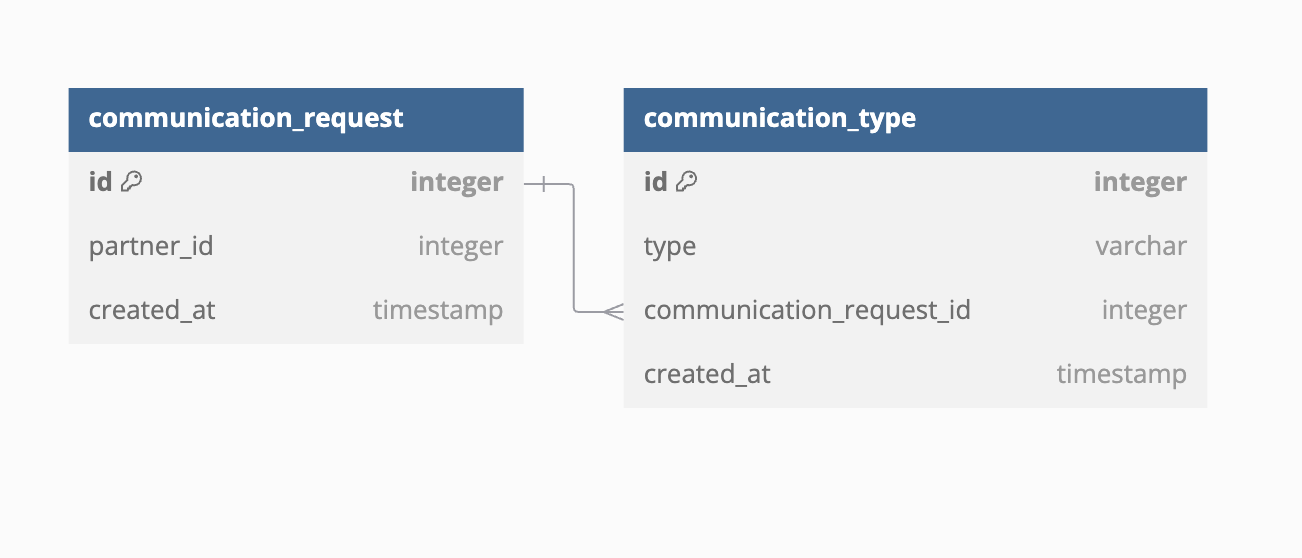 communication_request
id integer
partner_id integer
created_at timestamp
communication_type
id integer
type varchar
communication_request_id integer
created_at timestamp